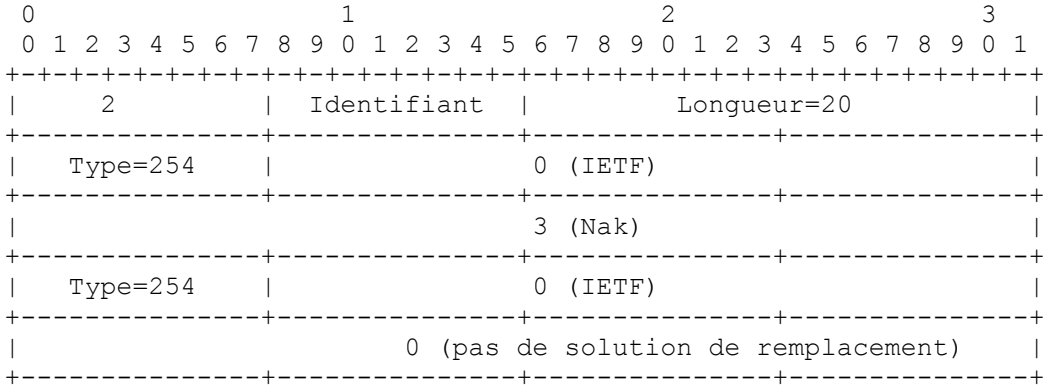 0 1 2 3
0 1 2 3 4 5 6 7 8 9 0 1 2 3 4 5 6 7 8 9 0 1 2 3 4 5 6 7 8 9 0 1
+-+-+-+-+-+-+-+-+-+-+-+-+-+-+-+-+-+-+-+-+-+-+-+-+-+-+-+-+-+-+-+-+
| 2 | Identifiant | Longueur=20 |
+---------------+---------------+---------------+---------------+
| Type=254 | 0 (IETF) |
+---------------+---------------+---------------+---------------+
| 3 (Nak) |
+---------------+---------------+---------------+---------------+
| Type=254 | 0 (IETF) |
+---------------+---------------+---------------+---------------+
| 0 (pas de solution de remplacement) |
+---------------+---------------+---------------+---------------+